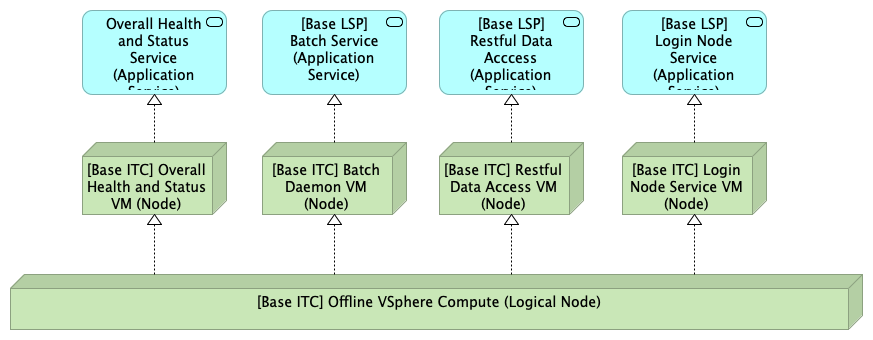 Overall Health
and Status
Service
(Application
Service)
[Base LSP]
Batch Service
(Application
Service)
[Base LSP]
Restful Data
Acccess
(Application
Service)
[Base LSP]
Login Node
Service
(Application
Service)
[Base ITC] Overall
Health and Status
VM (Node)
[Base ITC] Batch
Daemon VM
(Node)
[Base ITC] Restful
Data Access VM
(Node)
[Base ITC] Login
Node Service VM
(Node)
[Base ITC] Offline VSphere Compute (Logical Node)